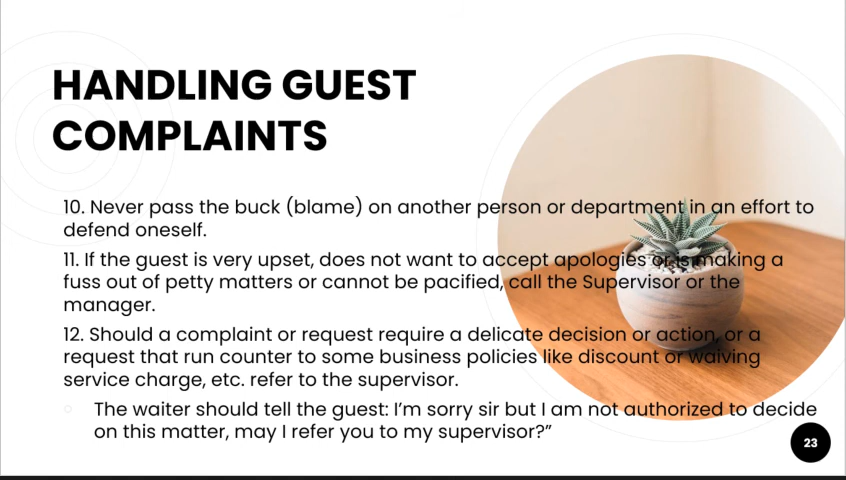 HANDLING GUEST
COMPLAINTS
10. Never pass the buck (blame) on another person or department in an effort to
defend oneself.
11. If the guest is very upset, does not want to accept apologies or is making a
fuss out of petty matters or cannot be pacified, call the Supervisor or the
manager.
12. Should a complaint or request require a delicate decision or action, or a
request that run counter to some business policies like discount or waiving
service charge, etc. refer to the supervisor.
The waiter should tell the guest: I’m sorry sir but I am not authorized to decide
on this matter, may I refer you to my supervisor?”
23